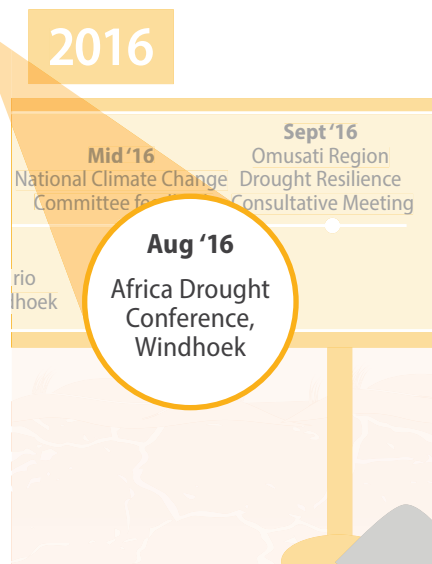 2016
Sept ‘16
Mid ‘16
Omusati Region
National Climate Change
Drought Resilience
Committee
Consultative Meeting
Aug ‘16
Africa Drought
Conference,
Windhoek
rio
dhoek